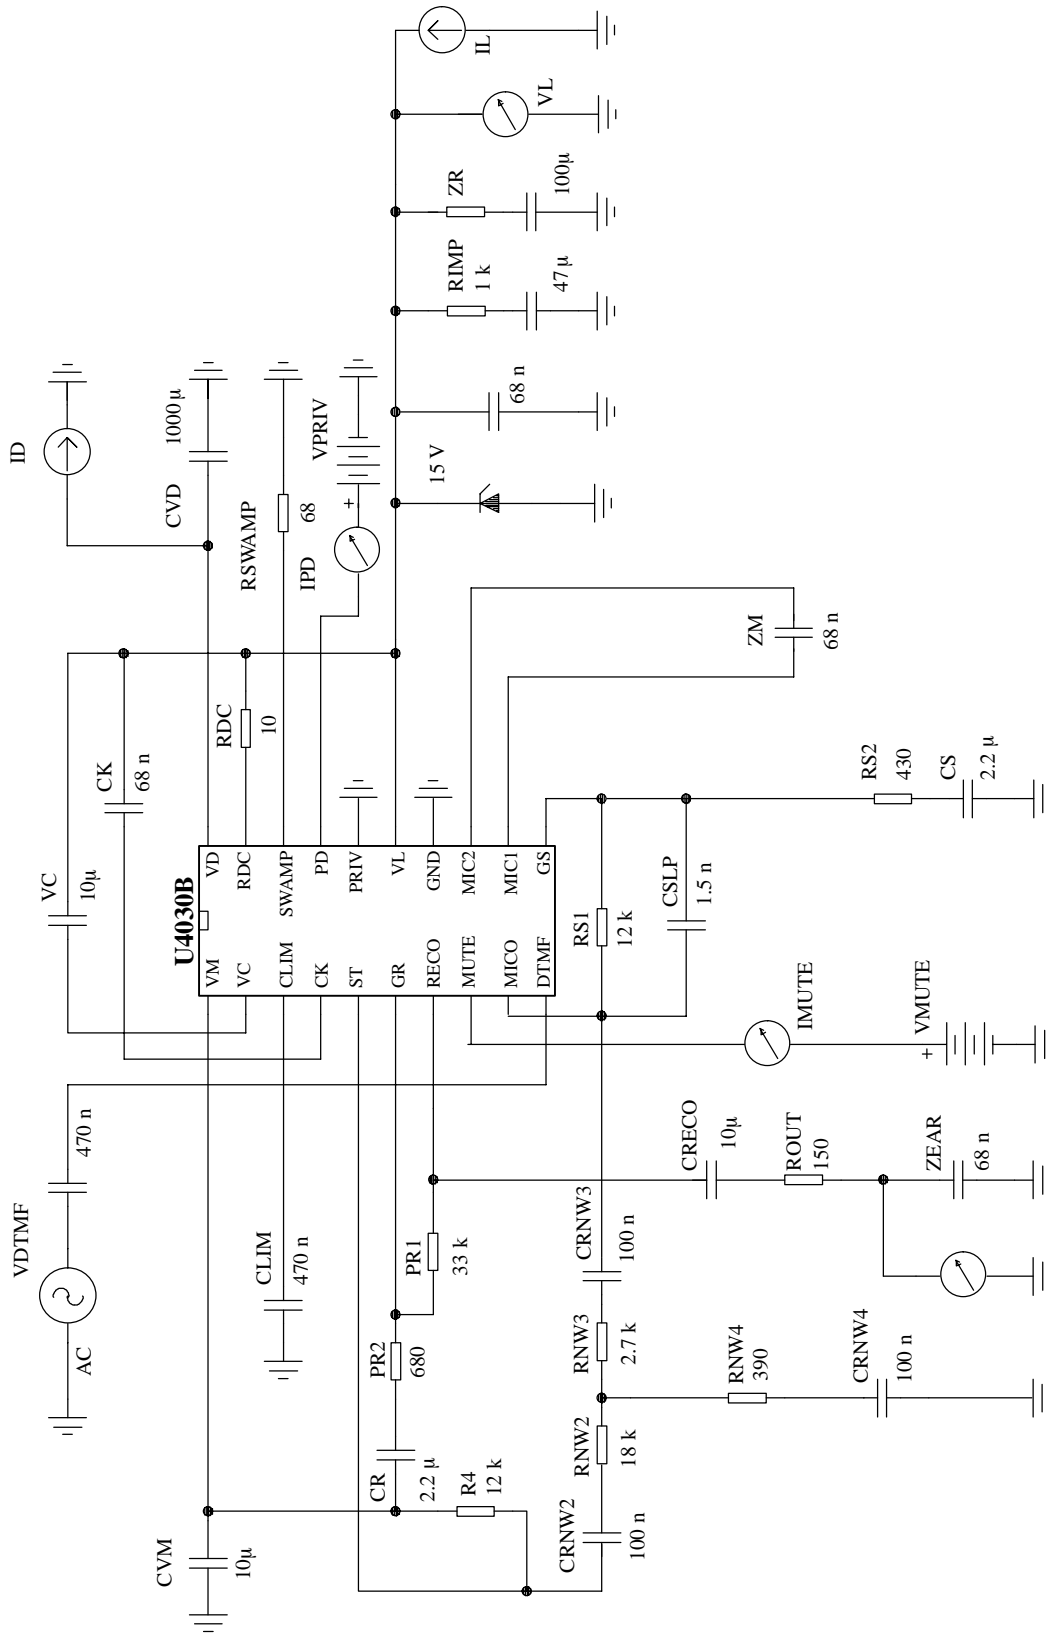 ID
CVD
1000 µ
RSWAMP
68
IPD
+
VPRIV
15 V
68 n
RIMP
1 k
47 µ
ZR
100µ
VL
IL
VC
10µ
CK
68 n
RDC
10
U4030B
VM
VC
CLIM
CK
ST
GR
RECO
MUTE
MICO
DTMF
VD
RDC
SWAMP
PD
PRIV
VL
GND
MIC2
MIC1
GS
ZM
68 n
RS1
12 k
CSLP
1.5 n
RS2
430
CS
2.2 µ
IMUTE
VMUTE
+
VDTMF
AC
470 n
CLIM
470 n
PR1
33 k
PR2
680
CR
2.2 µ
R4
12 k
CVM
10µ
CRNW2
100 n
RNW2
18 k
RNW3
2.7 k
CRNW3
100 n
RNW4
390
CRNW4
100 n
CRECO
10µ
ROUT
150
ZEAR
68 n